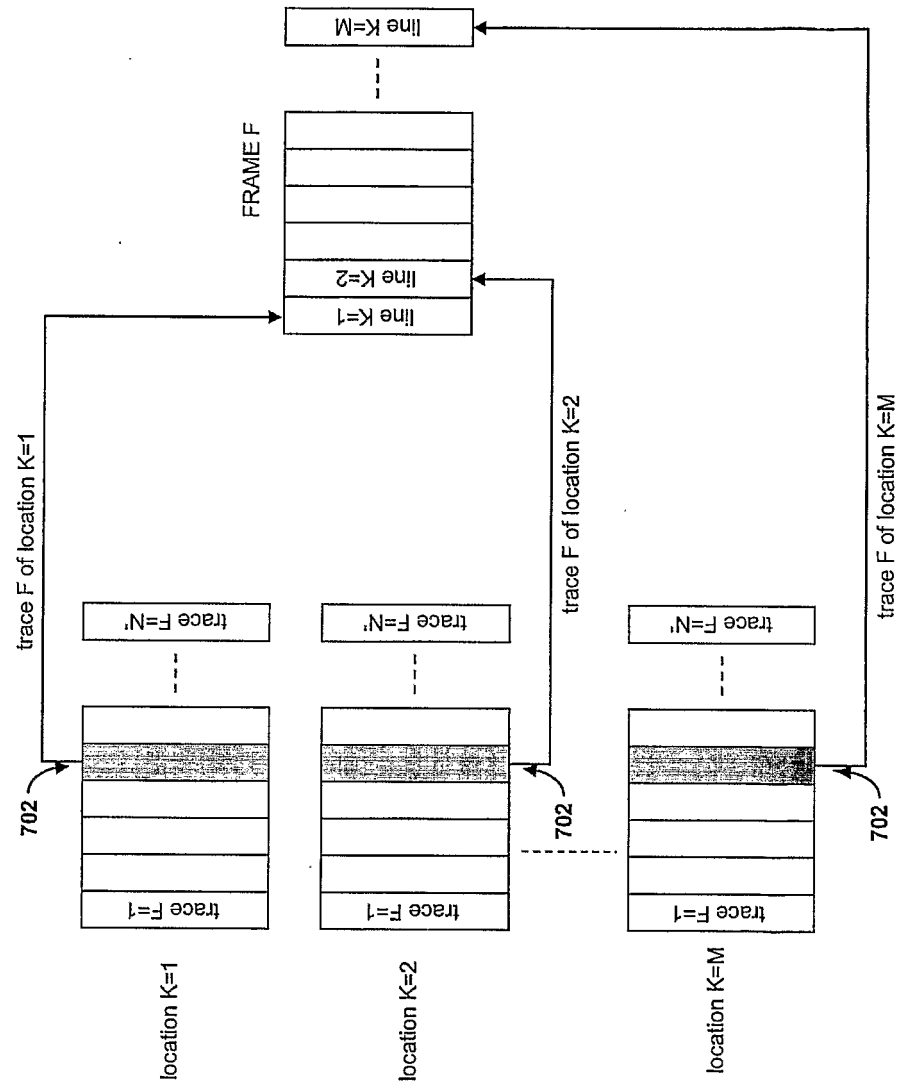 location K=1
trace F=1
trace F=N'
702
trace F of location K=1
location K=2
trace F=1
trace F=N'
702
trace F of location K=2
location K=M
trace F=1
trace F=N'
702
trace F of location K=M
FRAME F
line K=1
line K=2
line K=M